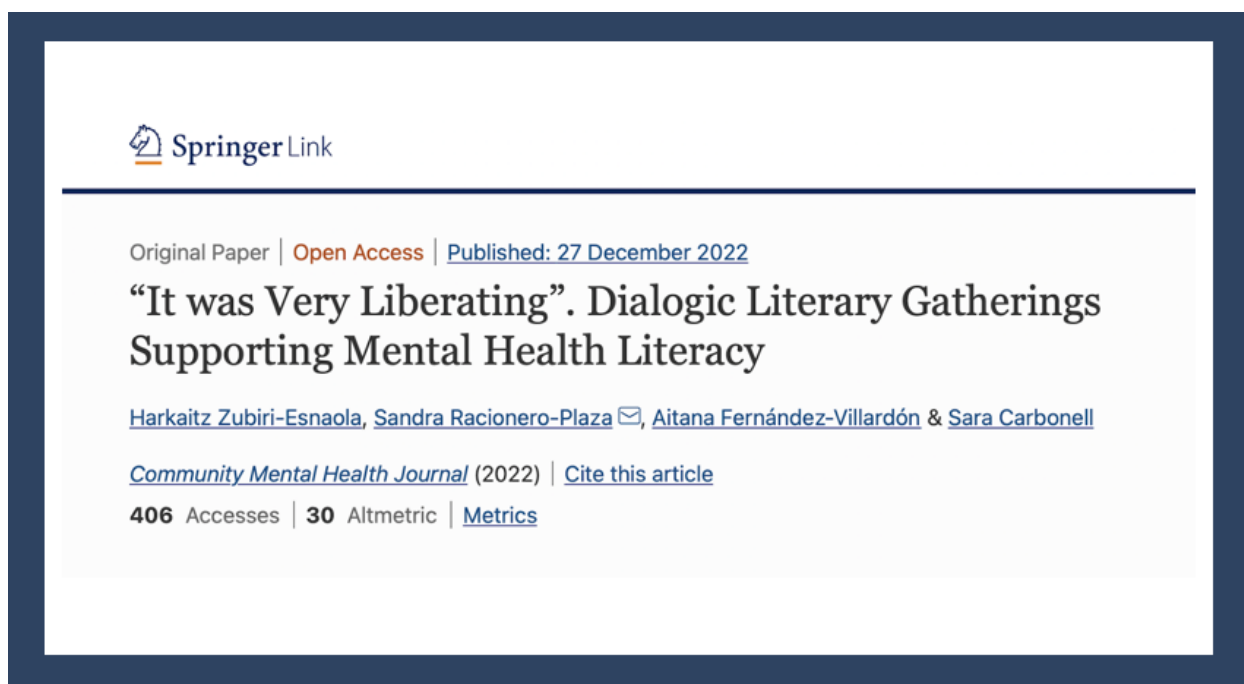 Springer Link
Original Paper | Open Access | Published: 27 December 2022
“It was Very Liberating”. Dialogic Literary Gatherings
Supporting Mental Health Literacy
Harkaitz Zubiri-Esnaola, Sandra Racionero-Plaza, Aitana Fernández-Villardón & Sara Carbonell
Community Mental Health Journal (2022) | Cite this article
406 Accesses | 30 Altmetric | Metrics